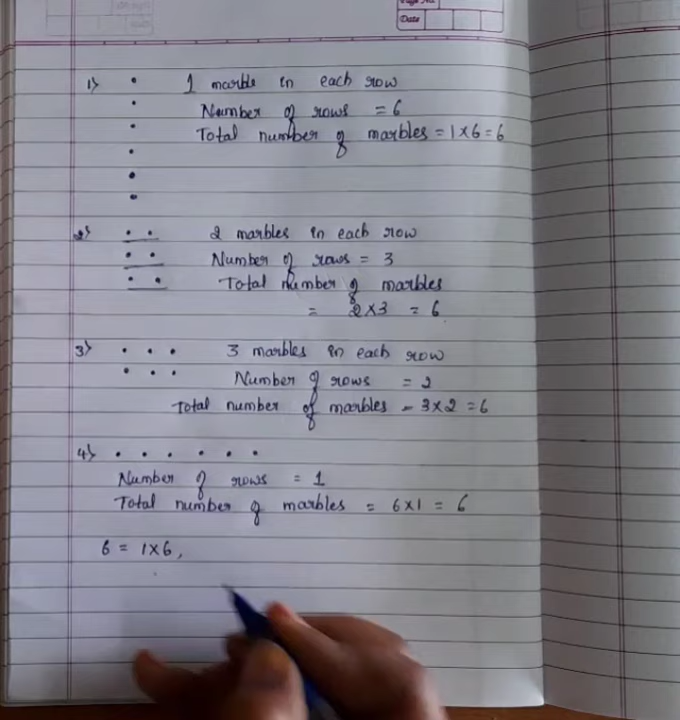 Page No.
Date
1) 1 marble in each row
Number of rows = 6
Total number of marbles = 1 × 6 = 6
2) 2 marbles in each row
Number of rows = 3
Total number of marbles
= 2 × 3 = 6
3) 3 marbles in each row
Number of rows = 2
Total number of marbles = 3 × 2 = 6
4)
Number of rows = 1
Total number of marbles = 6 × 1 = 6
6 = 1 × 6,